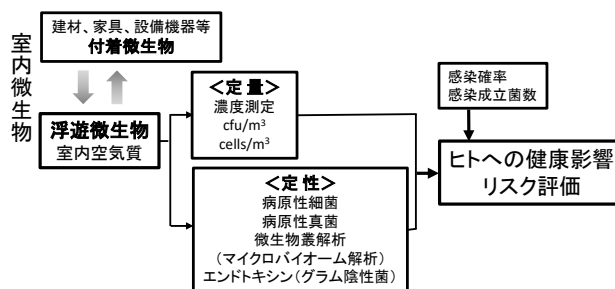 室内微生物
建材、家具、設備機器等
付着微生物
浮遊微生物
室内空気質
＜定量＞
濃度測定
cfu/m³
cells/m³
＜定性＞
病原性細菌
病原性真菌
微生物叢解析
（マイクロバイオーム解析）
エンドトキシン（グラム陰性菌）
感染確率
感染成立菌数
ヒトへの健康影響
リスク評価